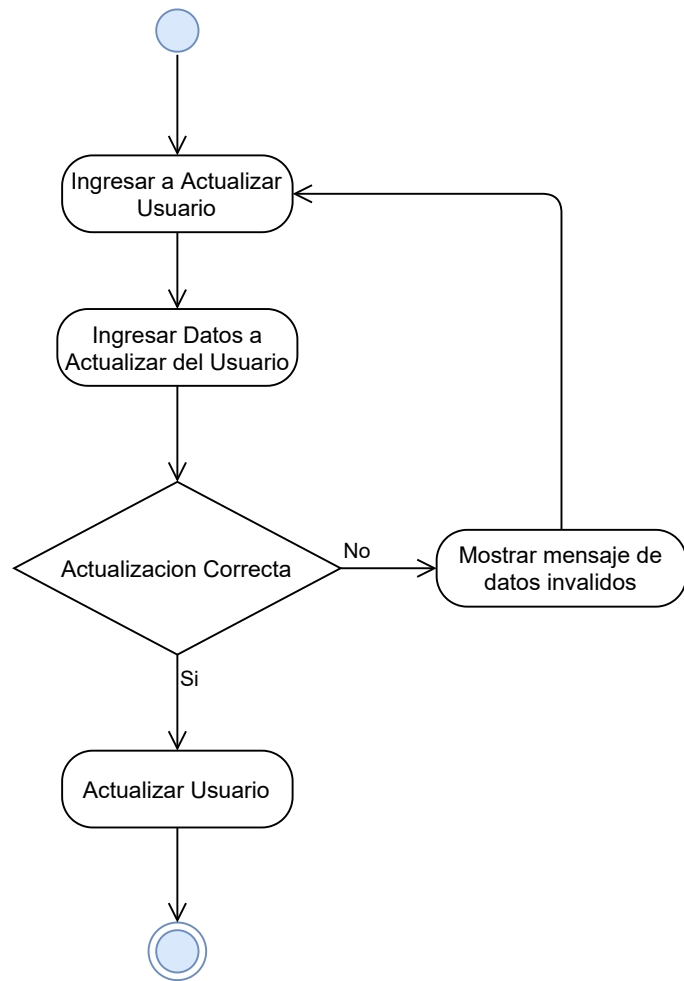 Ingresar a Actualizar
Usuario
Ingresar Datos a
Actualizar del Usuario
Actualizacion Correcta
No
Mostrar mensaje de
datos invalidos
Si
Actualizar Usuario